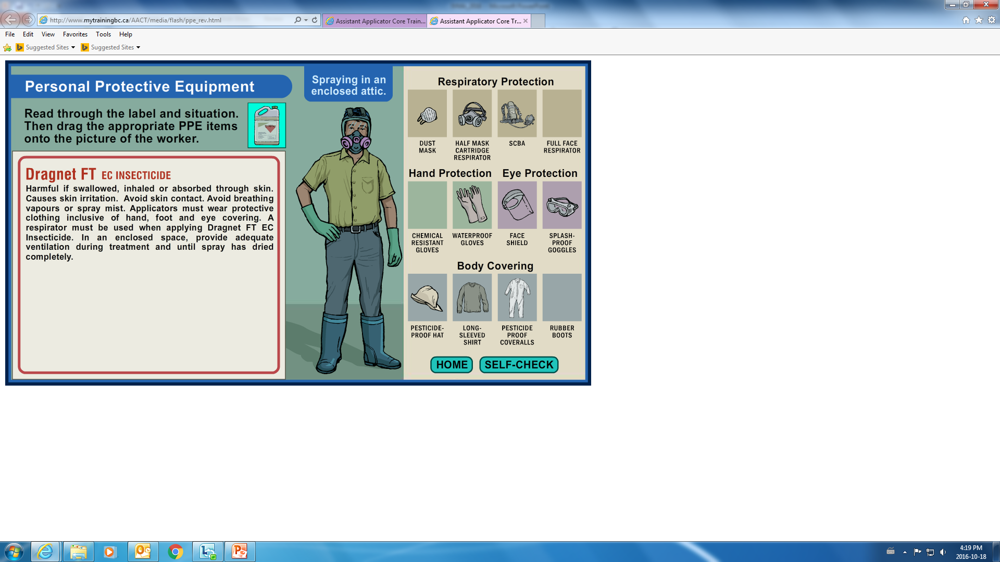 http://www.mytrainingbc.ca/AACT/media/flash/ppe_rev.html
Assistant Applicator Core Train...
Assistant Applicator Core Tr...
File Edit View Favorites Tools Help
Suggested Sites Suggested Sites
Personal Protective Equipment
Read through the label and situation.
Then drag the appropriate PPE items
onto the picture of the worker.
Dragnet FT EC INSECTICIDE
Harmful if swallowed, inhaled or absorbed through skin.
Causes skin irritation. Avoid skin contact. Avoid breathing
vapours or spray mist. Applicators must wear protective
clothing inclusive of hand, foot and eye covering. A
respirator must be used when applying Dragnet FT EC
Insecticide. In an enclosed space, provide adequate
ventilation during treatment and until spray has dried
completely.
Spraying in an
enclosed attic.
Respiratory Protection
DUST
MASK
HALF MASK
CARTRIDGE
RESPIRATOR
SCBA
FULL FACE
RESPIRATOR
Hand Protection
Eye Protection
CHEMICAL
RESISTANT
GLOVES
WATERPROOF
GLOVES
FACE
SHIELD
SPLASH-
PROOF
GOGGLES
Body Covering
PESTICIDE-
PROOF HAT
LONG-
SLEEVED
SHIRT
PESTICIDE
PROOF
COVERALLS
RUBBER
BOOTS
HOME
SELF-CHECK
4:19 PM
2016-10-18